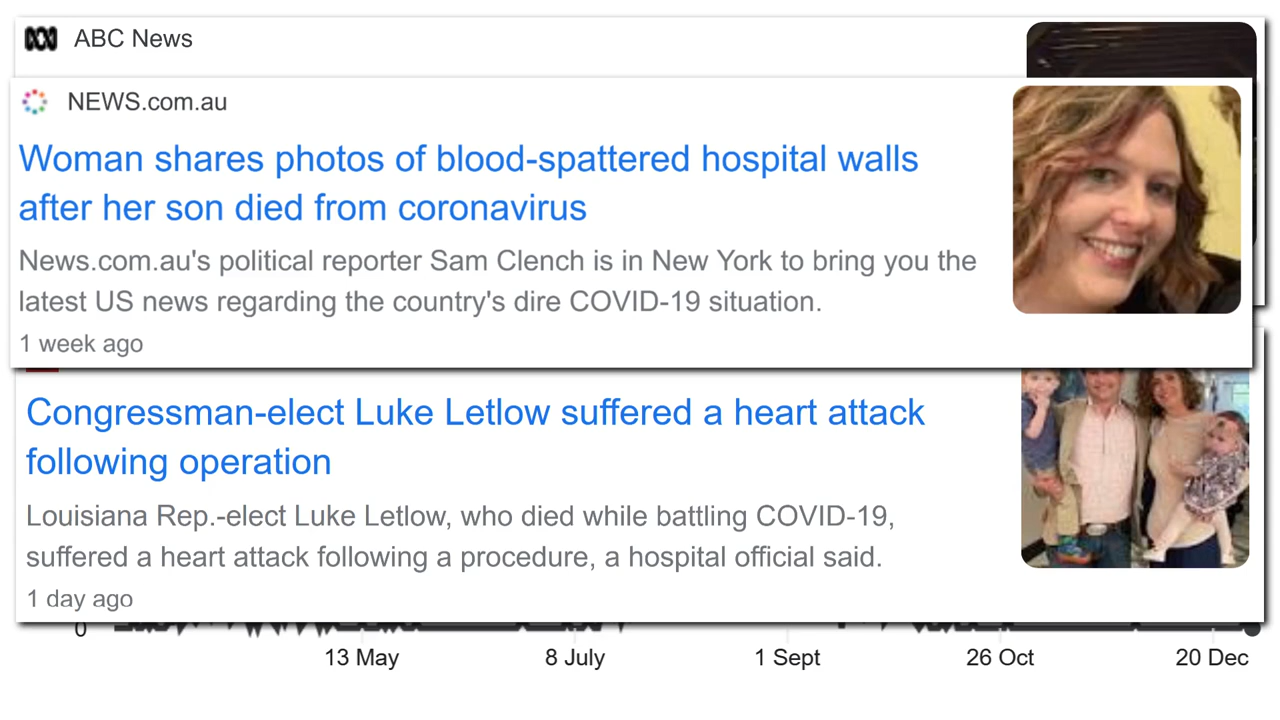 ABC News
NEWS.com.au
Woman shares photos of blood-spattered hospital walls
after her son died from coronavirus
News.com.au's political reporter Sam Clench is in New York to bring you the
latest US news regarding the country's dire COVID-19 situation.
1 week ago
Congressman-elect Luke Letlow suffered a heart attack
following operation
Louisiana Rep.-elect Luke Letlow, who died while battling COVID-19,
suffered a heart attack following a procedure, a hospital official said.
1 day ago
0
13 May 8 July 1 Sept 26 Oct 20 Dec